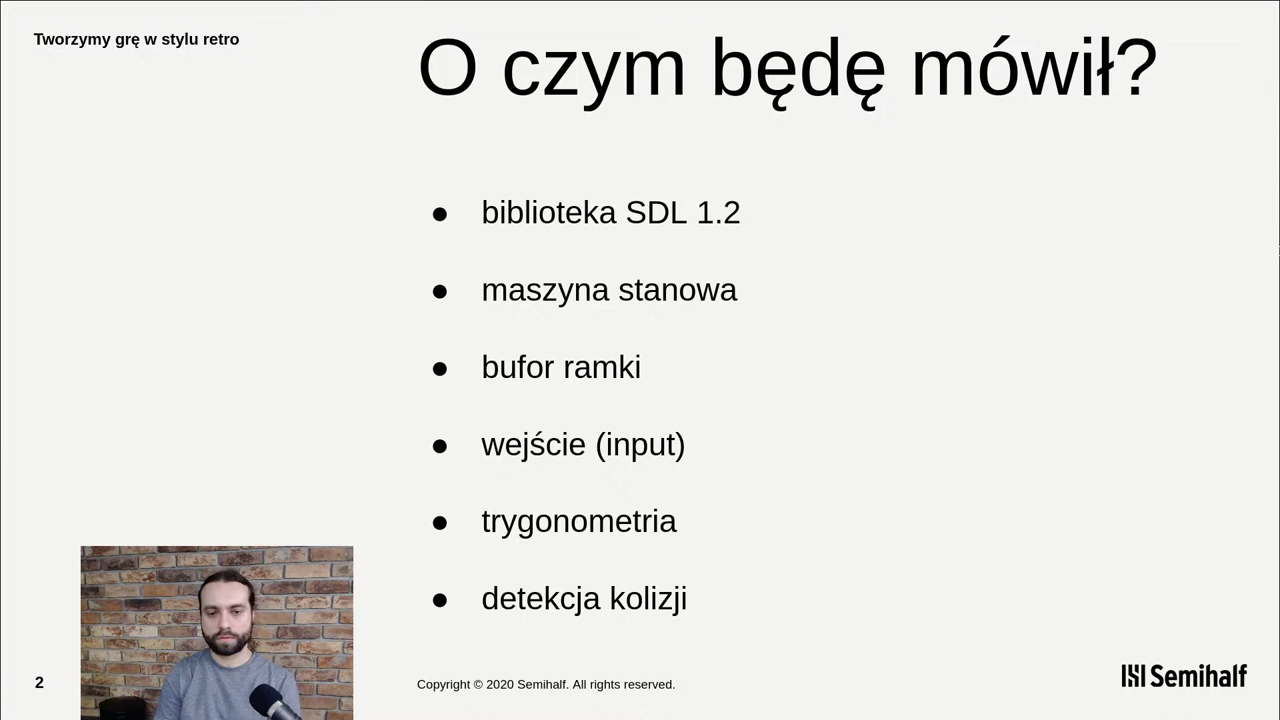 Tworzymy grę w stylu retro
O czym będę mówił?
● biblioteka SDL 1.2
● maszyna stanowa
● bufor ramki
● wejście (input)
● trygonometria
● detekcja kolizji
2
Copyright © 2020 Semihalf. All rights reserved.
Semihalf